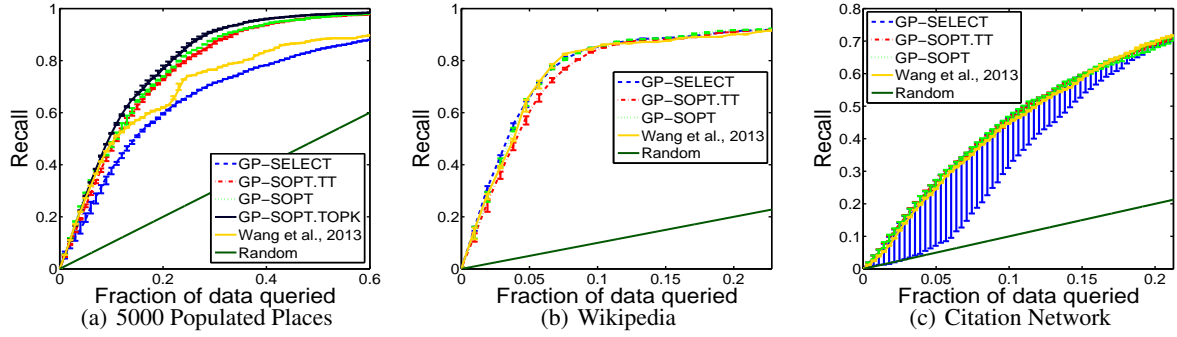 1
0.8
0.6
0.4
0.2
0
Recall
0 0.2 0.4 0.6
Fraction of data queried
GP−SELECT
GP−SOPT.TT
GP−SOPT
GP−SOPT.TOPK
Wang et al., 2013
Random
(a) 5000 Populated Places
1
0.8
0.6
0.4
0.2
0
Recall
0 0.05 0.1 0.15 0.2
Fraction of data queried
GP−SELECT
GP−SOPT.TT
GP−SOPT
Wang et al., 2013
Random
(b) Wikipedia
0.8
0.7
0.6
0.5
0.4
0.3
0.2
0.1
0
Recall
0 0.05 0.1 0.15 0.2
Fraction of data queried
GP−SELECT
GP−SOPT.TT
GP−SOPT
Wang et al., 2013
Random
(c) Citation Network